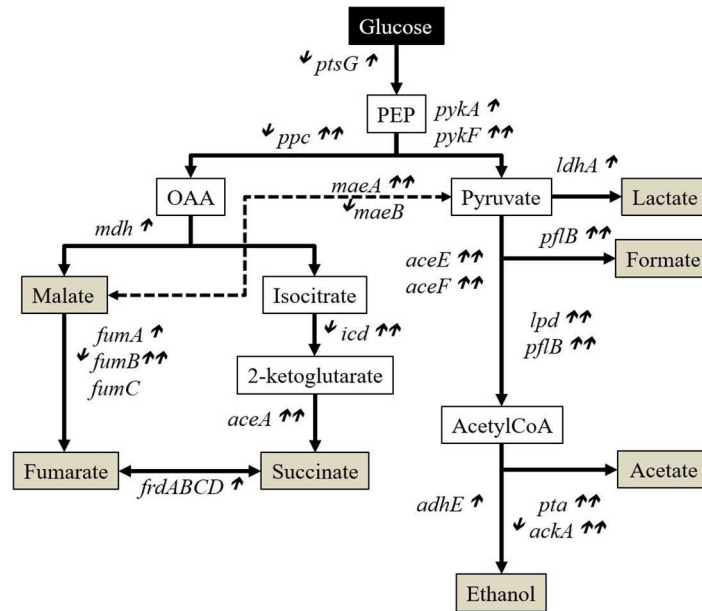 Glucose
ptsG
PEP
pykA
pykF
ppc
ldhA
OAA
maeA
maeB
Pyruvate
Lactate
mdh
pflB
aceE
aceF
Formate
Malate
Isocitrate
fumA
fumB
fumC
icd
lpd
pflB
2-ketoglutarate
aceA
AcetylCoA
Fumarate
frdABCD
Succinate
Acetate
adhE
pta
ackA
Ethanol